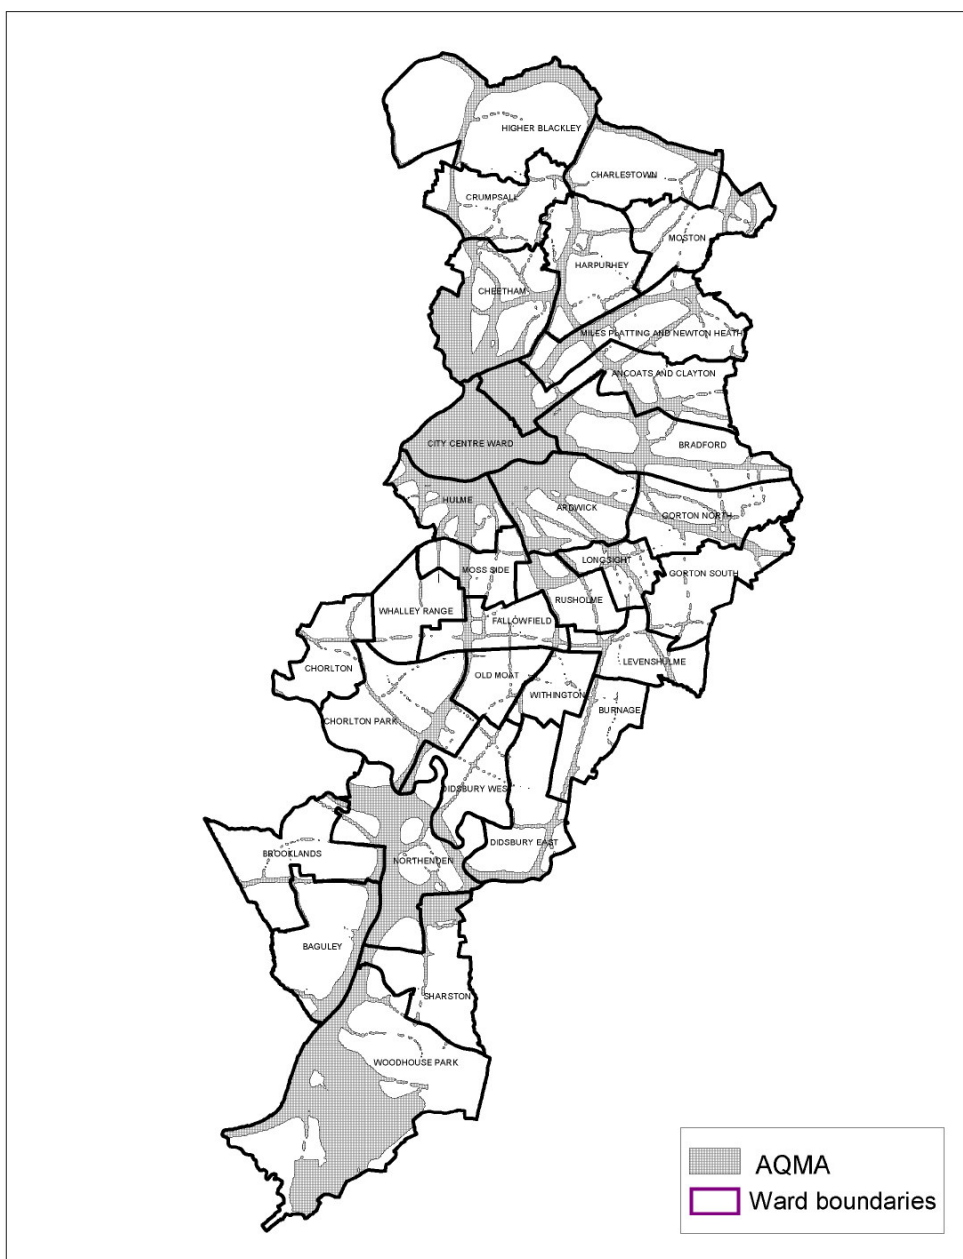 HIGHER BLACKLEY
CHARLESTOWN
CRUMPSALL
MOSTON
HARPURHEY
CHEETHAM
MILES PLATTING AND NEWTON HEATH
ANCOATS AND CLAYTON
CITY CENTRE WARD
BRADFORD
HULME
ARDWICK
GORTON NORTH
LONGSIGHT
MOSS SIDE
GORTON SOUTH
RUSHOLME
WHALLEY RANGE
FALLOWFIELD
LEVENSHULME
CHORLTON
OLD MOAT
WITHINGTON
BURNAGE
CHORLTON PARK
DIDSBURY WEST
DIDSBURY EAST
BROOKLANDS
NORTHENDEN
BAGULEY
SHARSTON
WOODHOUSE PARK
AQMA
Ward boundaries